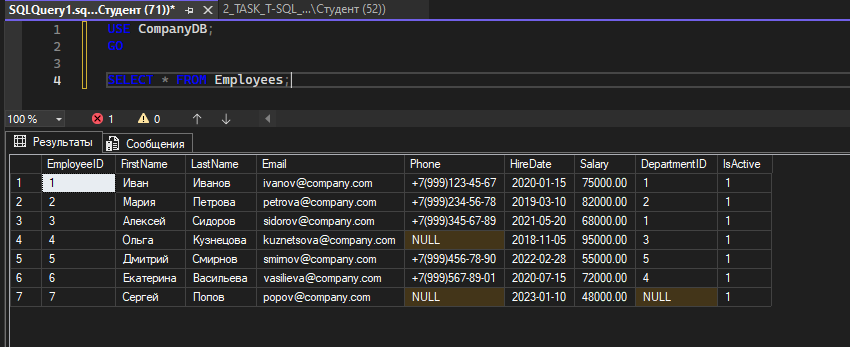 SQLQuery1.sq...Студент (71))* 2_TASK_T-SQL_...\Студент (52))
1 USE CompanyDB;
2 GO
3
4 SELECT * FROM Employees;
100 % 1 0
Результаты Сообщения
EmployeeID FirstName LastName Email Phone HireDate Salary DepartmentID IsActive
1 1 Иван Иванов ivanov@company.com +7(999)123-45-67 2020-01-15 75000.00 1 1
2 2 Мария Петрова petrova@company.com +7(999)234-56-78 2019-03-10 82000.00 2 1
3 3 Алексей Сидоров sidorov@company.com +7(999)345-67-89 2021-05-20 68000.00 1 1
4 4 Ольга Кузнецова kuznetsova@company.com NULL 2018-11-05 95000.00 3 1
5 5 Дмитрий Смирнов smirnov@company.com +7(999)456-78-90 2022-02-28 55000.00 5 1
6 6 Екатерина Васильева vasilieva@company.com +7(999)567-89-01 2020-07-15 72000.00 4 1
7 7 Сергей Попов popov@company.com NULL 2023-01-10 48000.00 NULL 1